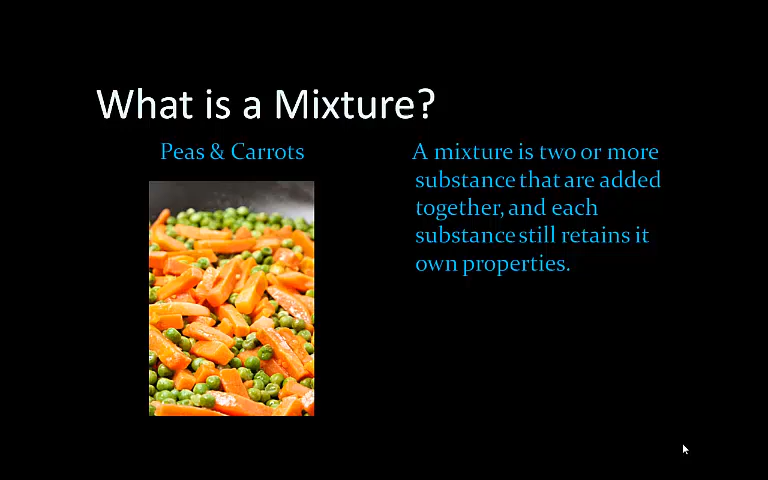 What is a Mixture?
Peas & Carrots
A mixture is two or more
substance that are added
together, and each
substance still retains it
own properties.